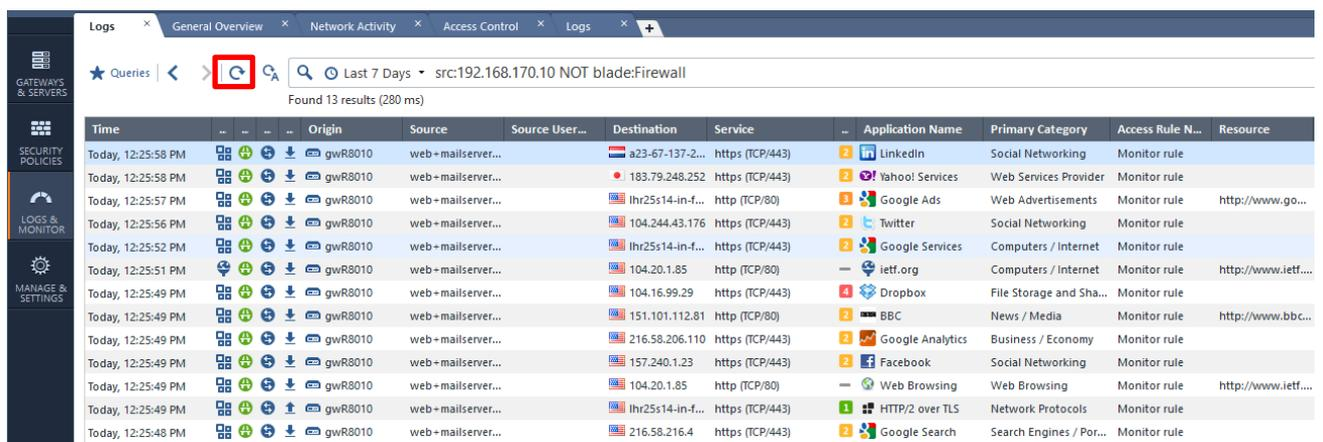 Logs × General Overview × Network Activity × Access Control × Logs × +
GATEWAYS
& SERVERS
SECURITY
POLICIES
LOGS &
MONITOR
MANAGE &
SETTINGS
Queries Last 7 Days src:192.168.170.10 NOT blade:Firewall
Found 13 results (280 ms)
Time ... ... ... ... Origin Source Source User... Destination Service ... Application Name Primary Category Access Rule N... Resource
Today, 12:25:58 PM gwR8010 web+mailserver... a23-67-137-2... https (TCP/443) 2 in LinkedIn Social Networking Monitor rule
Today, 12:25:58 PM gwR8010 web+mailserver... 183.79.248.252 https (TCP/443) 2 Y! Yahoo! Services Web Services Provider Monitor rule
Today, 12:25:57 PM gwR8010 web+mailserver... lhr25s14-in-f... http (TCP/80) 3 Google Ads Web Advertisements Monitor rule http://www.go...
Today, 12:25:56 PM gwR8010 web+mailserver... 104.244.43.176 https (TCP/443) 2 Twitter Social Networking Monitor rule
Today, 12:25:52 PM gwR8010 web+mailserver... lhr25s14-in-f... https (TCP/443) 2 Google Services Computers / Internet Monitor rule
Today, 12:25:51 PM gwR8010 web+mailserver... 104.20.1.85 http (TCP/80) — ietf.org Computers / Internet Monitor rule http://www.ietf....
Today, 12:25:49 PM gwR8010 web+mailserver... 104.16.99.29 https (TCP/443) 4 Dropbox File Storage and Sha... Monitor rule
Today, 12:25:49 PM gwR8010 web+mailserver... 151.101.112.81 http (TCP/80) 2 BBC News / Media Monitor rule http://www.bbc...
Today, 12:25:49 PM gwR8010 web+mailserver... 216.58.206.110 https (TCP/443) 2 Google Analytics Business / Economy Monitor rule
Today, 12:25:49 PM gwR8010 web+mailserver... 157.240.1.23 https (TCP/443) 2 f Facebook Social Networking Monitor rule
Today, 12:25:49 PM gwR8010 web+mailserver... 104.20.1.85 http (TCP/80) — Web Browsing Web Browsing Monitor rule http://www.ietf....
Today, 12:25:49 PM gwR8010 web+mailserver... lhr25s14-in-f... https (TCP/443) 1 HTTP/2 over TLS Network Protocols Monitor rule
Today, 12:25:48 PM gwR8010 web+mailserver... 216.58.216.4 https (TCP/443) 2 Google Search Search Engines / Por... Monitor rule